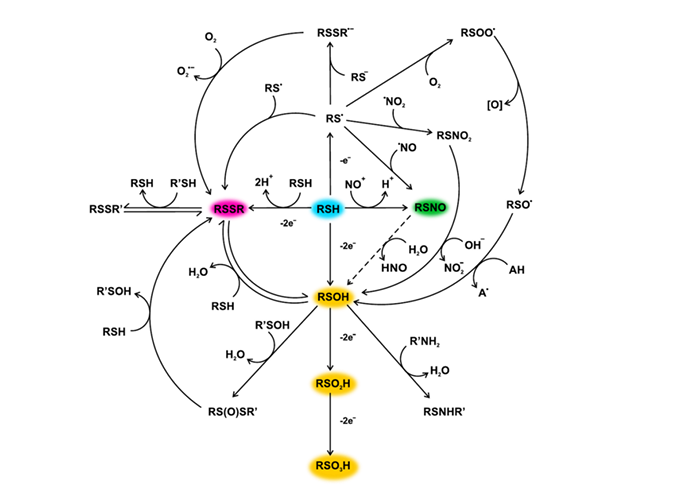 RSSR•−
RSOO•
O₂
O₂•−
RS−
O₂
RS•
•NO₂
[O]
RS•
RSNO₂
-e−
•NO
RSH
R'SH
2H⁺
RSH
NO⁺
H⁺
RSSR'
RSSR
RSH
RSNO
RSO•
-2e−
-2e−
H₂O
OH−
HNO
NO₂−
AH
H₂O
A•
R'SOH
RSOH
RSH
R'SOH
RSH
-2e−
R'NH₂
H₂O
H₂O
RSO₂H
RS(O)SR'
RSNHR'
-2e−
RSO₃H